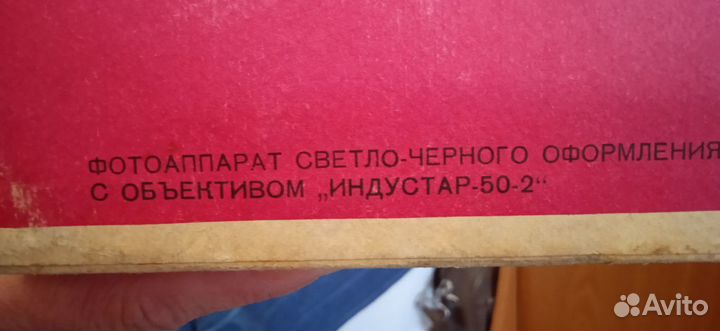 ФОТОАППАРАТ СВЕТЛО-ЧЕРНОГО ОФОРМЛЕНИЯ
С ОБЪЕКТИВОМ „ИНДУСТАР-50-2“
Avito